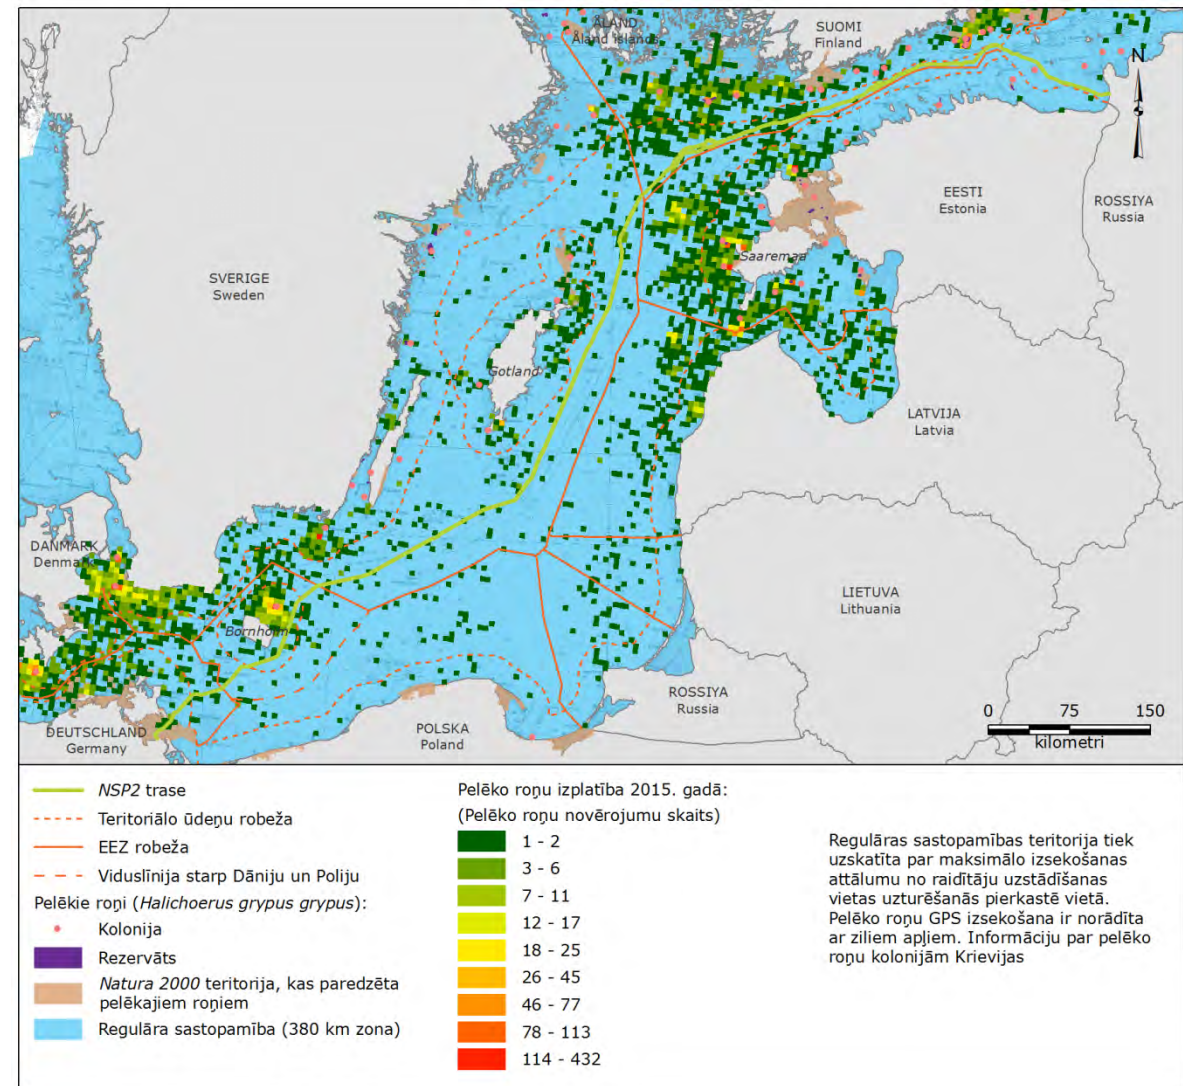 ÅLAND
Åland islands
SUOMI
Finland
N
EESTI
Estonia
ROSSIYA
Russia
SVERIGE
Sweden
Saaremaa
Gotland
LATVIJA
Latvia
DANMARK
Denmark
LIETUVA
Lithuania
Bornholm
ROSSIYA
Russia
DEUTSCHLAND
Germany
POLSKA
Poland
0 75 150
kilometri
NSP2 trase
Teritoriālo ūdeņu robeža
EEZ robeža
Viduslīnija starp Dāniju un Poliju
Pelēkie roņi (Halichoerus grypus grypus):
Kolonija
Rezervāts
Natura 2000 teritorija, kas paredzēta
pelēkajiem roņiem
Regulāra sastopamība (380 km zona)
Pelēko roņu izplatība 2015. gadā:
(Pelēko roņu novērojumu skaits)
1 - 2
3 - 6
7 - 11
12 - 17
18 - 25
26 - 45
46 - 77
78 - 113
114 - 432
Regulāras sastopamības teritorija tiek
uzskatīta par maksimālo izsekošanas
attālumu no raidītāju uzstādīšanas
vietas uzturēšanās pierkastē vietā.
Pelēko roņu GPS izsekošana ir norādīta
ar ziliem apļiem. Informāciju par pelēko
roņu kolonijām Krievijas